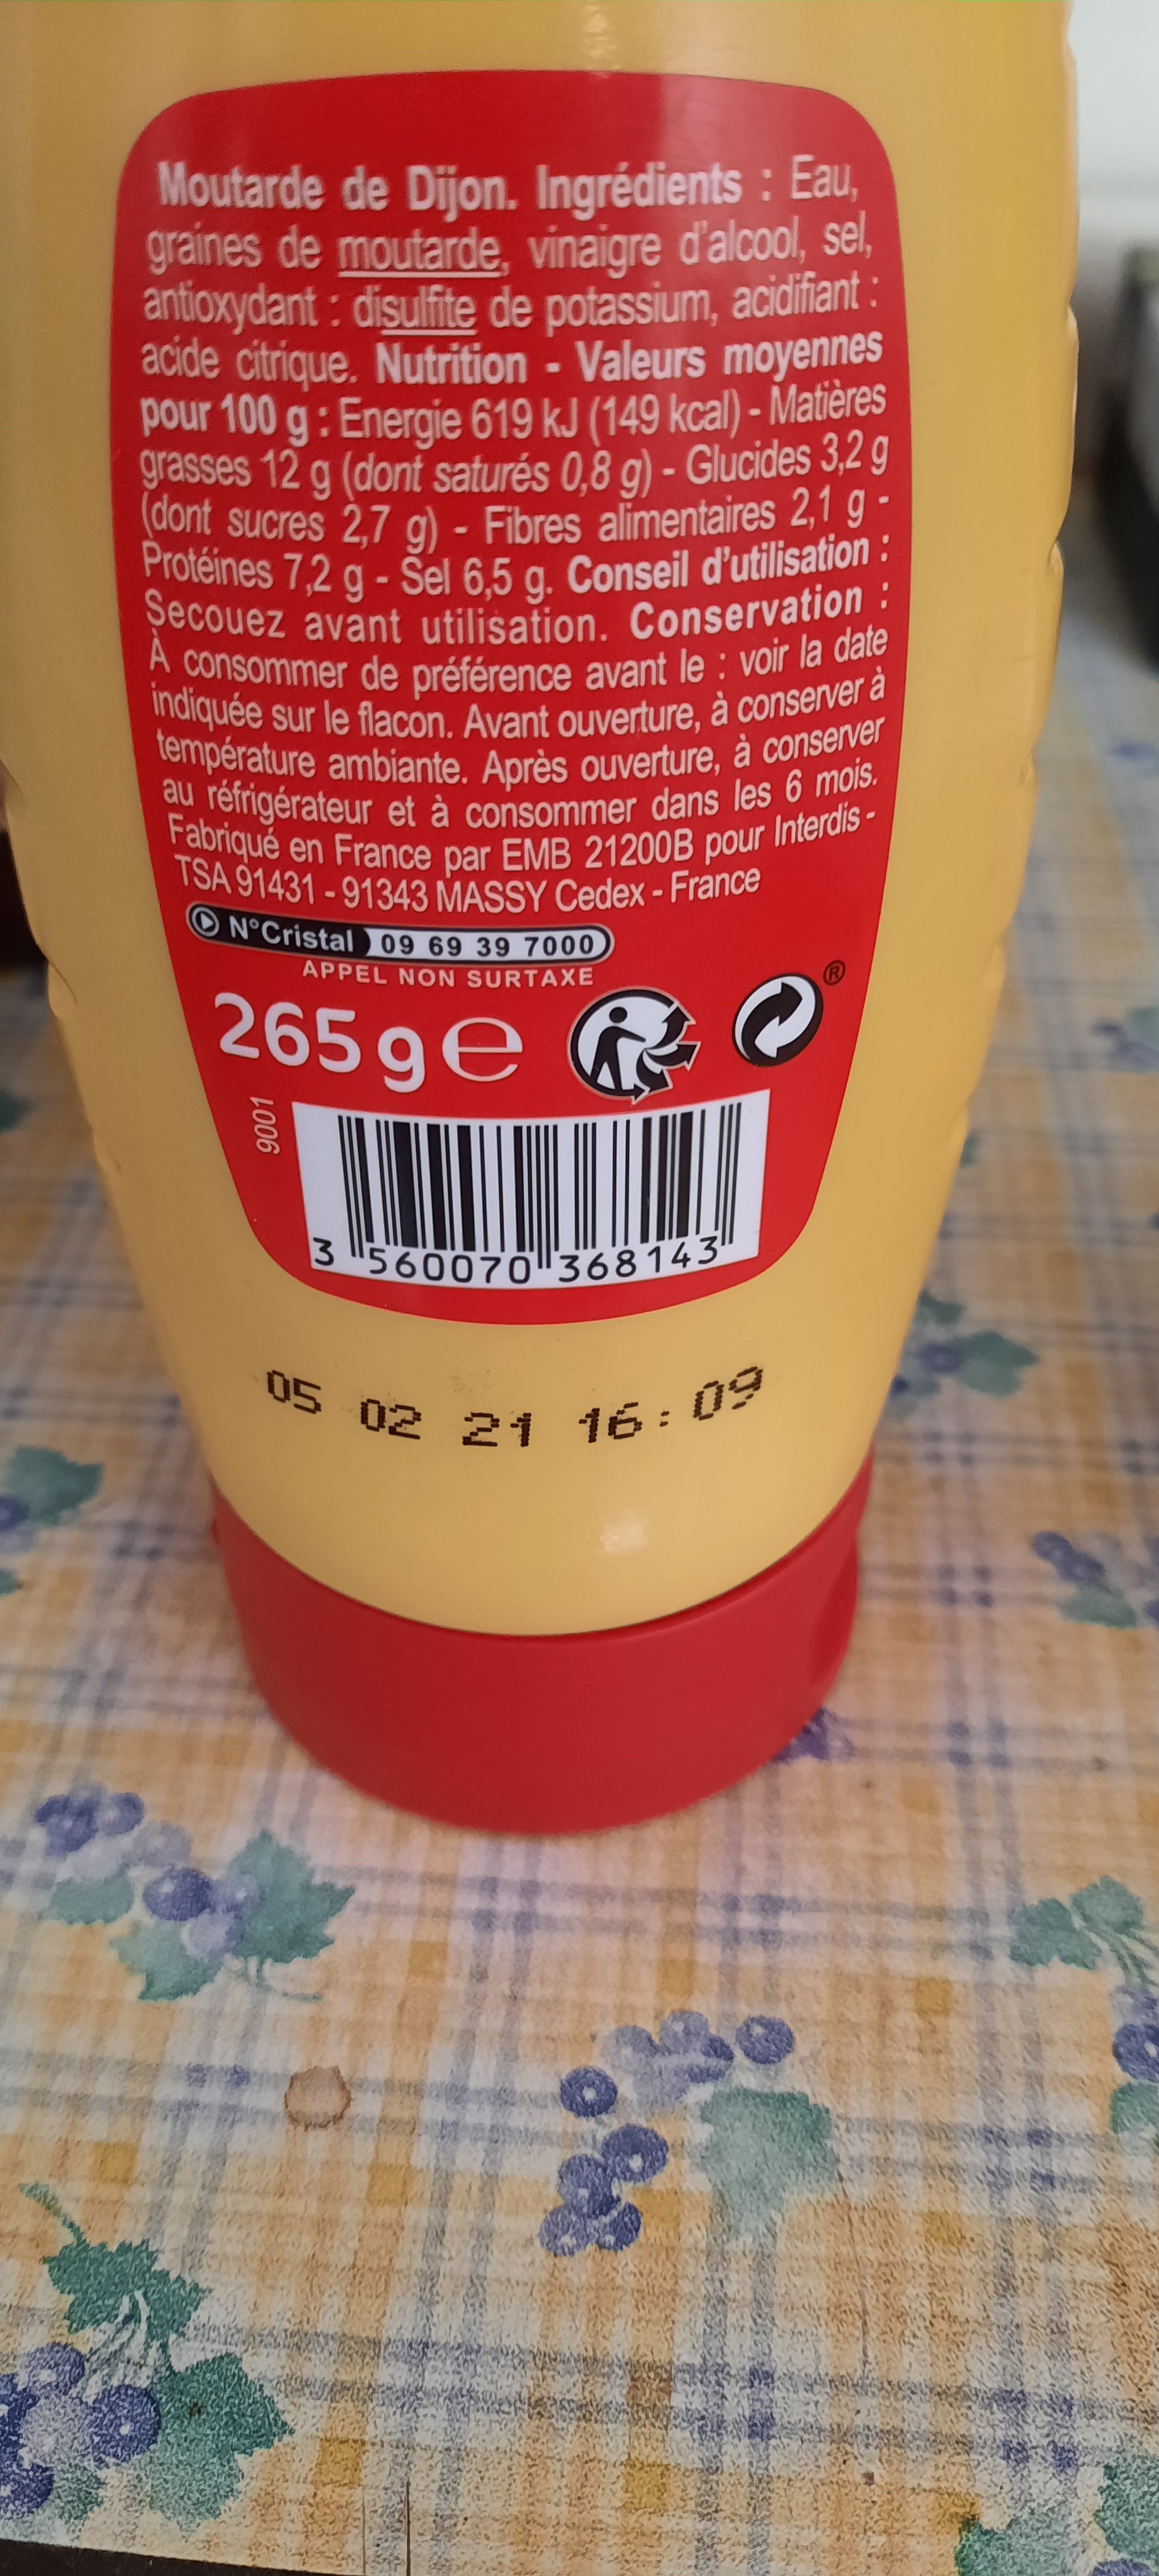 Moutarde de Dijon. Ingrédients : Eau,
graines de moutarde, vinaigre d'alcool, sel,
antioxydant : disulfite de potassium, acidifiant :
acide citrique. Nutrition - Valeurs moyennes
pour 100 g : Energie 619 kJ (149 kcal) - Matières
grasses 12 g (dont saturés 0,8 g) - Glucides 3,2 g
(dont sucres 2,7 g) - Fibres alimentaires 2,1 g -
Protéines 7,2 g - Sel 6,5 g. Conseil d'utilisation :
Secouez avant utilisation. Conservation :
À consommer de préférence avant le : voir la date
indiquée sur le flacon. Avant ouverture, à conserver à
température ambiante. Après ouverture, à conserver
au réfrigérateur et à consommer dans les 6 mois.
Fabriqué en France par EMB 21200B pour Interdis -
TSA 91431 - 91343 MASSY Cedex - France
N°Cristal 09 69 39 7000
APPEL NON SURTAXE
265 g e
®
9001
3 560070 368143
05 02 21 16:09